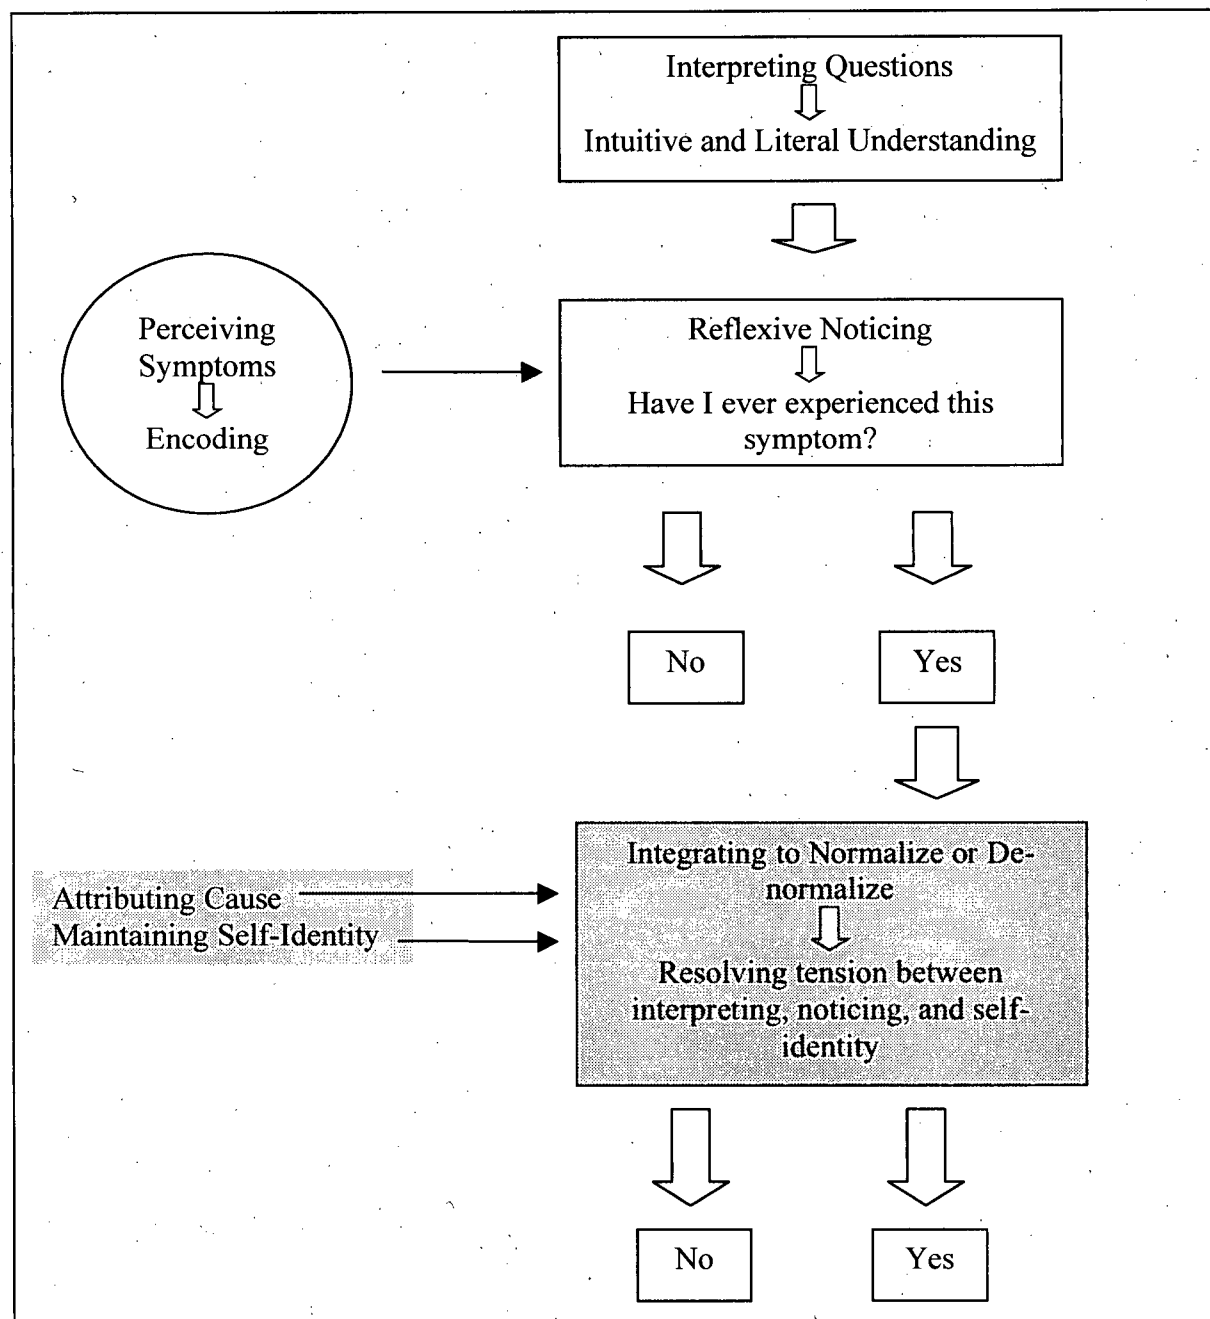 Interpreting Questions
Intuitive and Literal Understanding
Perceiving
Symptoms
Encoding
Reflexive Noticing
Have I ever experienced this
symptom?
No
Yes
Attributing Cause
Maintaining Self-Identity
Integrating to Normalize or De-
normalize
Resolving tension between
interpreting, noticing, and self-
identity
No
Yes